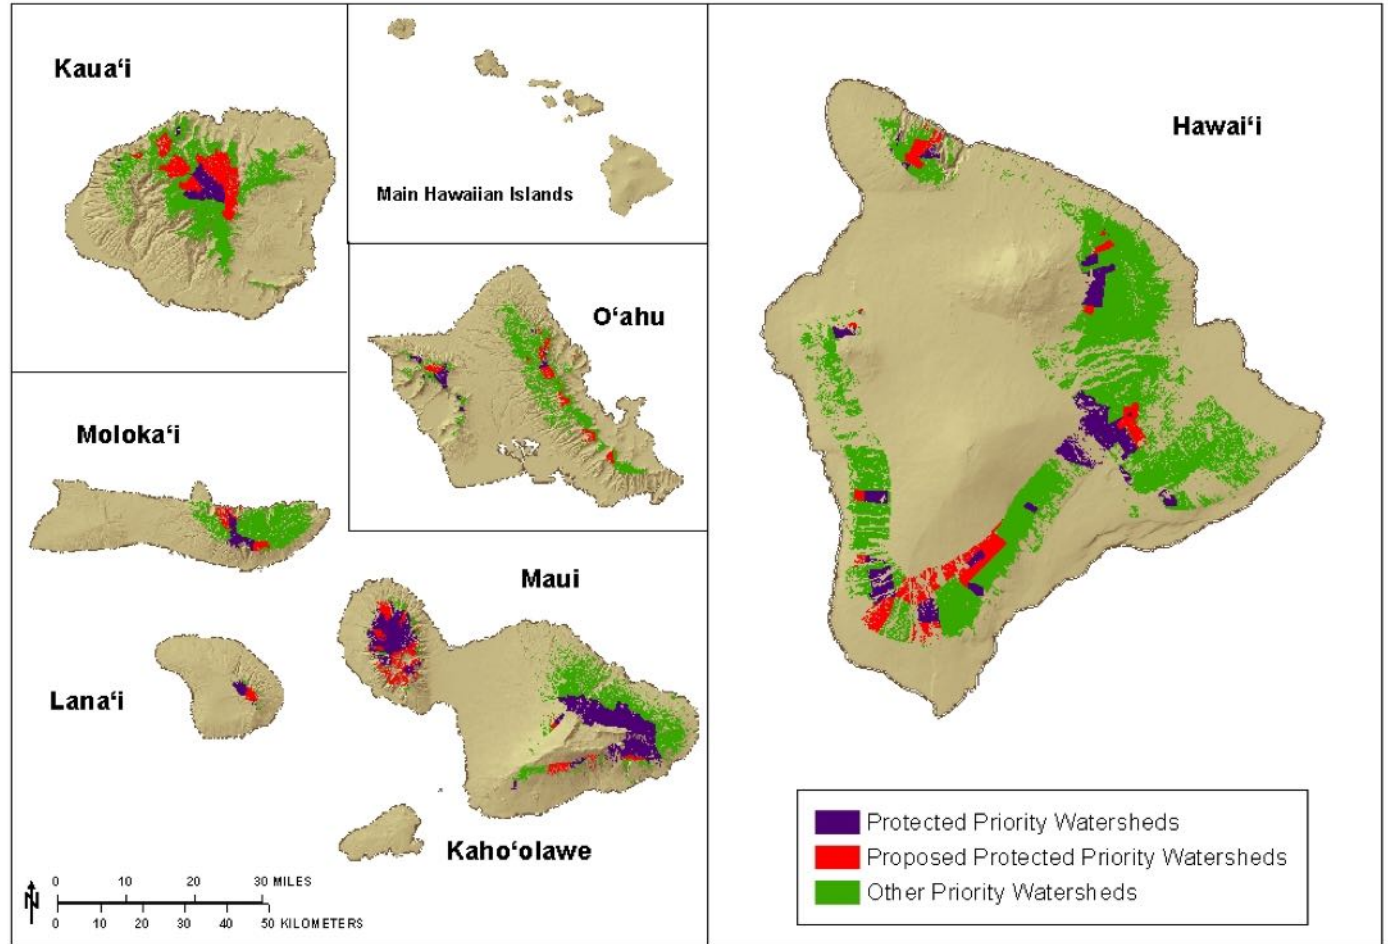 Kaua‘i
Main Hawaiian Islands
Hawai‘i
O‘ahu
Moloka‘i
Maui
Lana‘i
Kaho‘olawe
Protected Priority Watersheds
Proposed Protected Priority Watersheds
Other Priority Watersheds
N
0 10 20 30 MILES
0 10 20 30 40 50 KILOMETERS